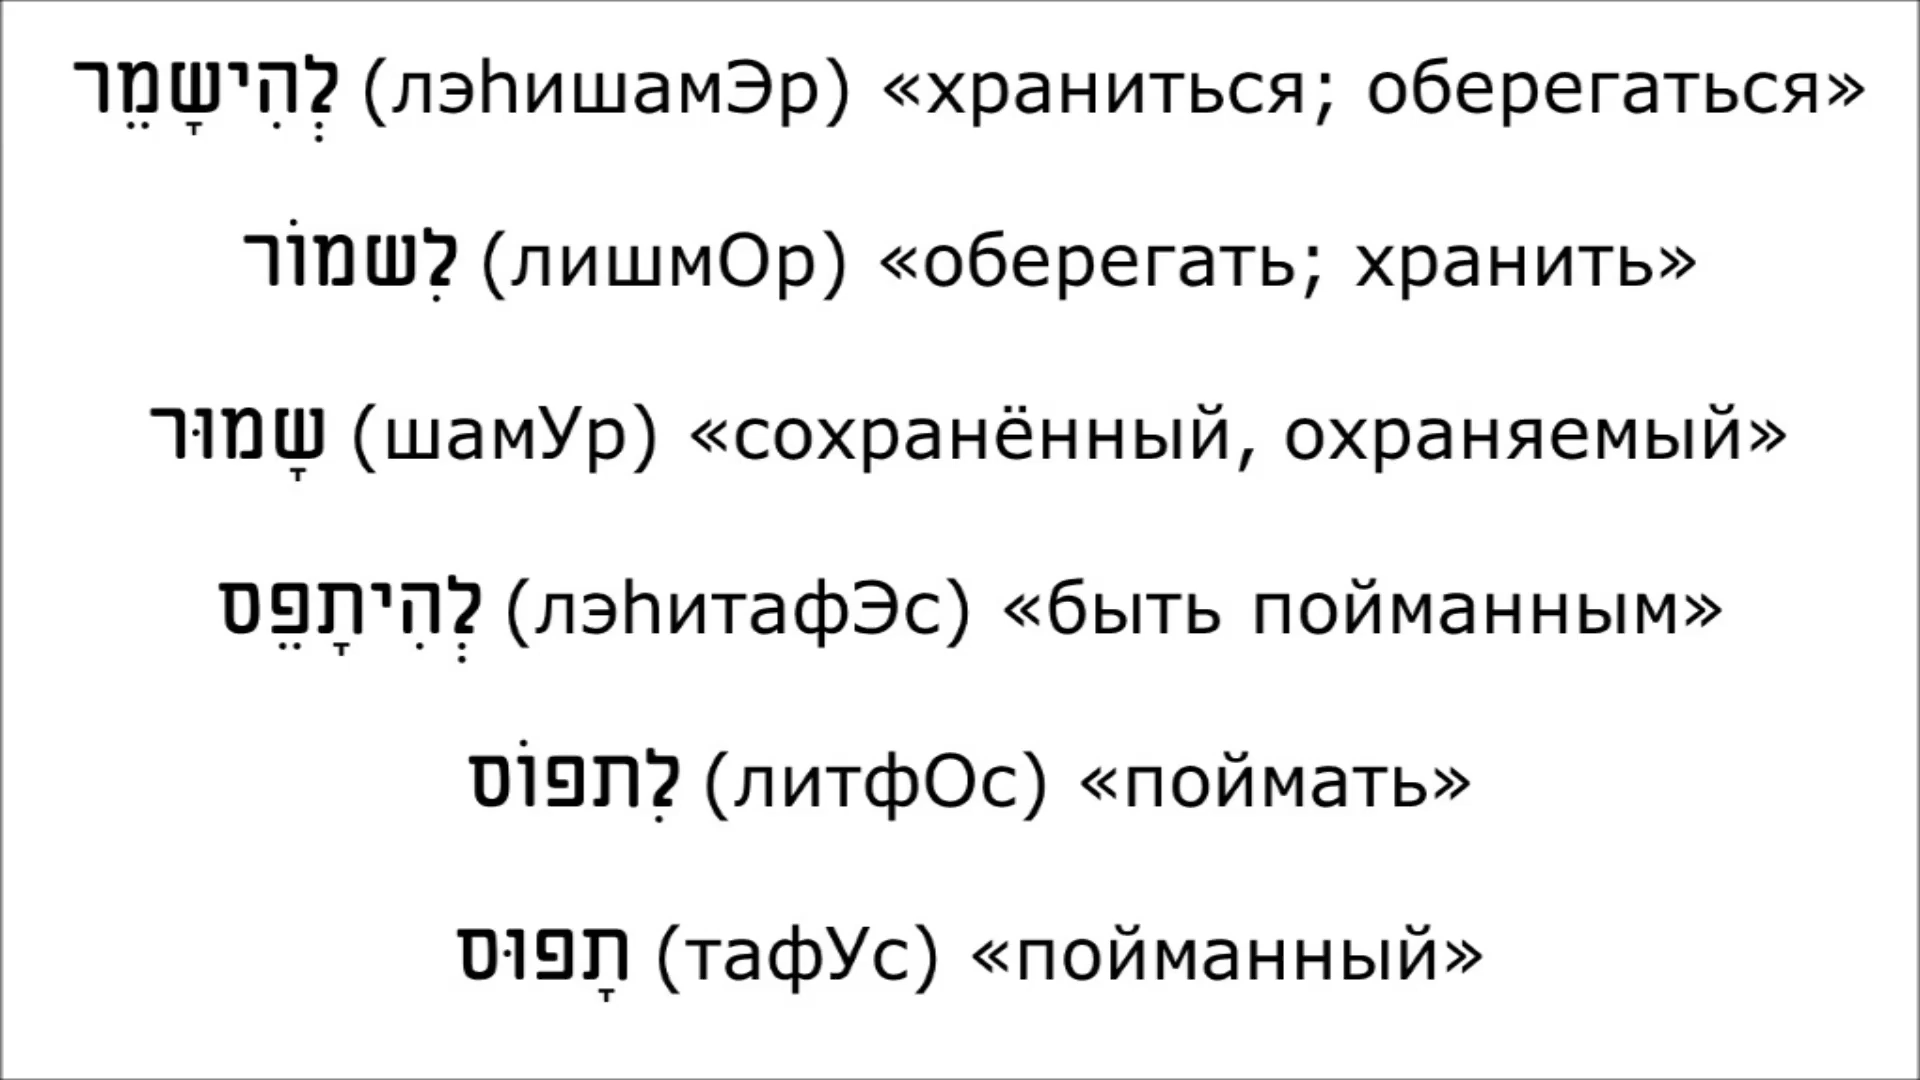 לְהִישָמֵר (лэhишамЭр) «храниться; оберегаться»
לִשמוֹר (лишмОр) «оберегать; хранить»
שָמוּר (шамУр) «сохранённый, охраняемый»
לְהִיתָפֵס (лэhитафЭс) «быть пойманным»
לִתפוֹס (литфОс) «поймать»
תָפוּס (тафУс) «пойманный»